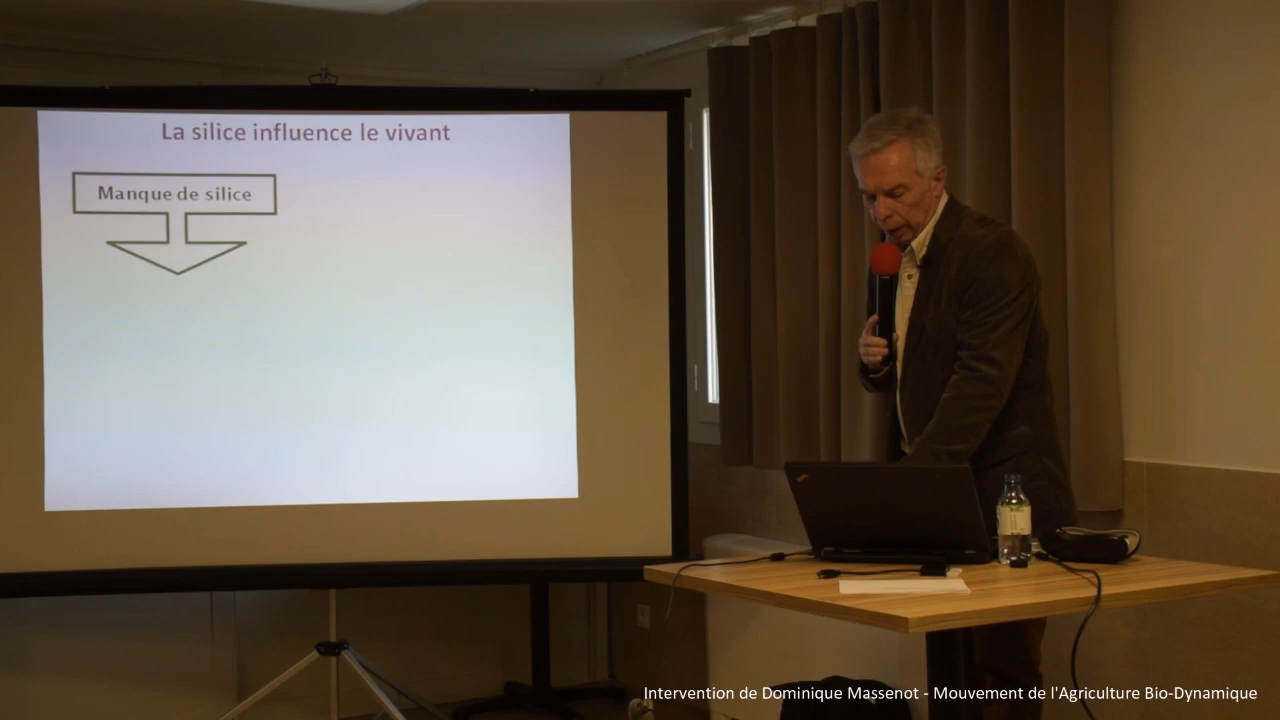 La silice influence le vivant
Manque de silice
Intervention de Dominique Massenot - Mouvement de l'Agriculture Bio-Dynamique